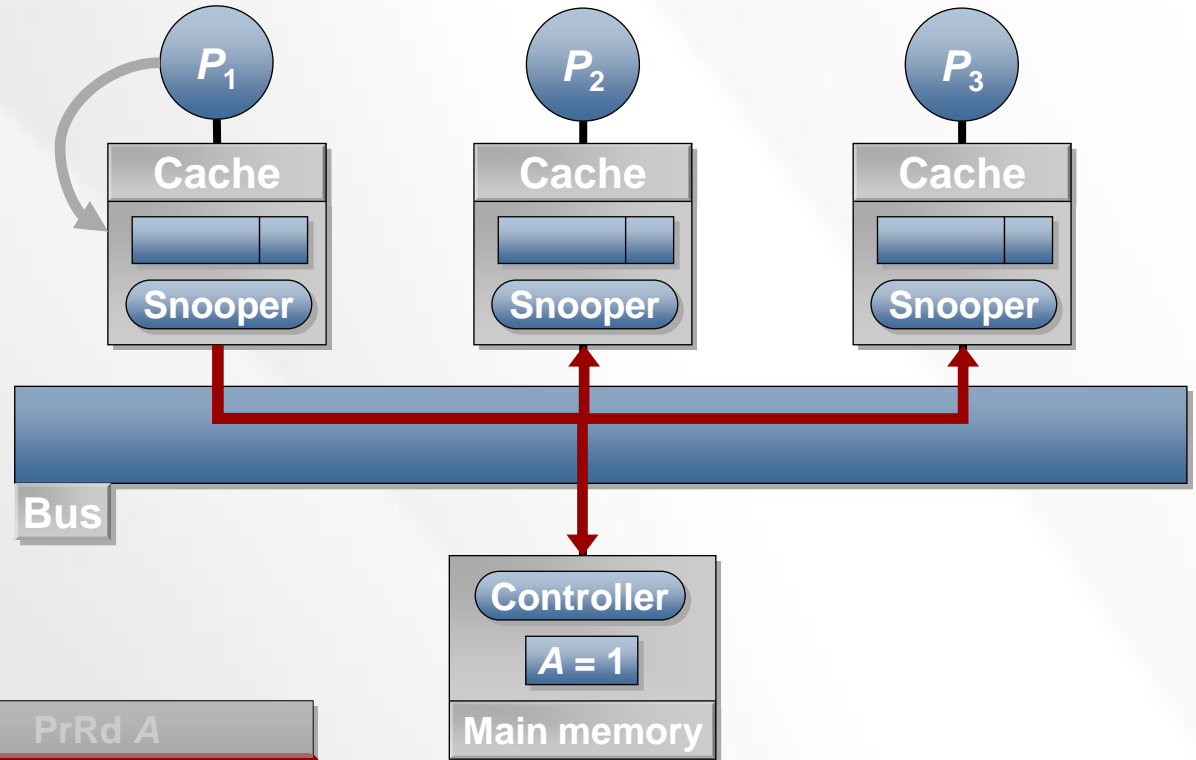 P1
P2
P3
Cache
Cache
Cache
Snooper
Snooper
Snooper
Bus
Controller
A = 1
Main memory
PrRd A